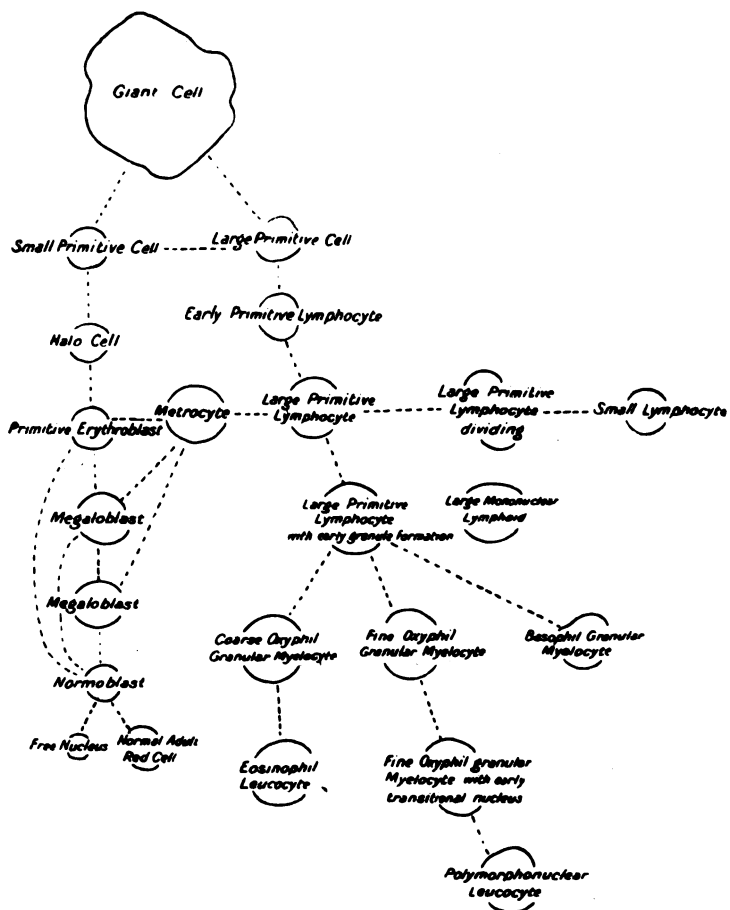 Giant Cell
Small Primitive Cell
Large Primitive Cell
Early Primitive Lymphocyte
Halo Cell
Large Primitive
Lymphocyte
Large Primitive
Lymphocyte
dividing
Small Lymphocyte
Metrocyte
Primitive Erythroblast
Megaloblast
Large Primitive
Lymphocyte
with early granule formation
Large Mononuclear
Lymphoid
Megaloblast
Coarse Oxyphil
Granular Myelocyte
Fine Oxyphil
Granular Myelocyte
Basophil Granular
Myelocyte
Normoblast
Free Nucleus
Normal Adult
Red Cell
Eosinophil
Leucocyte
Fine Oxyphil granular
Myelocyte with early
transitional nucleus
Polymorphonuclear
Leucocyte